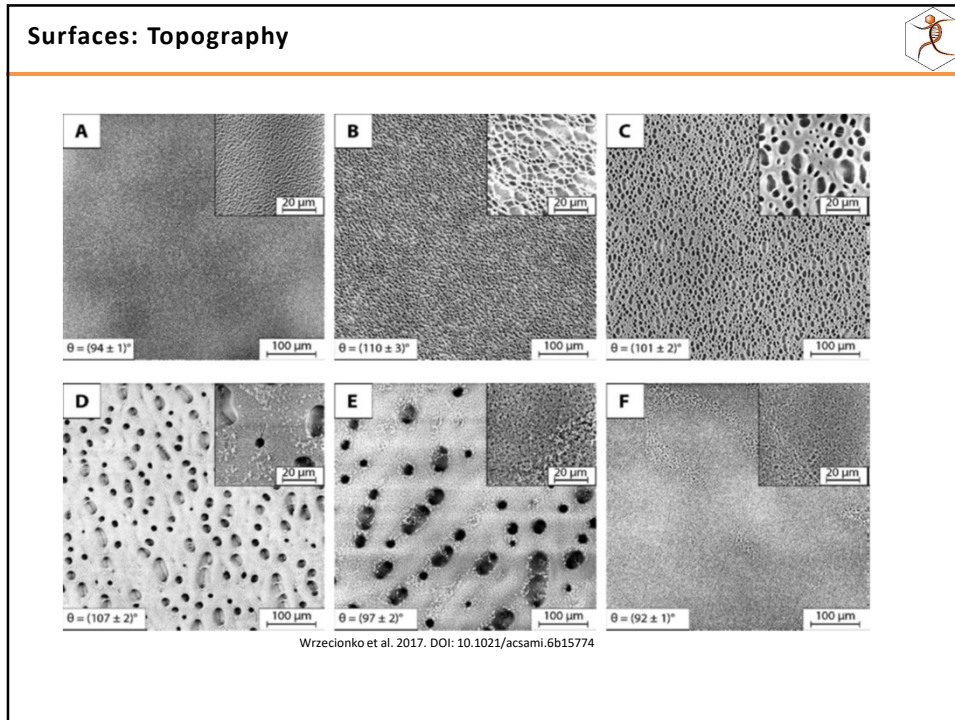 Surfaces: Topography
A
20 µm
θ = (94 ± 1)°
100 µm
B
20 µm
θ = (110 ± 3)°
100 µm
C
20 µm
θ = (101 ± 2)°
100 µm
D
20 µm
θ = (107 ± 2)°
100 µm
E
20 µm
θ = (97 ± 2)°
100 µm
F
20 µm
θ = (92 ± 1)°
100 µm
Wrzecionko et al. 2017. DOI: 10.1021/acsami.6b15774